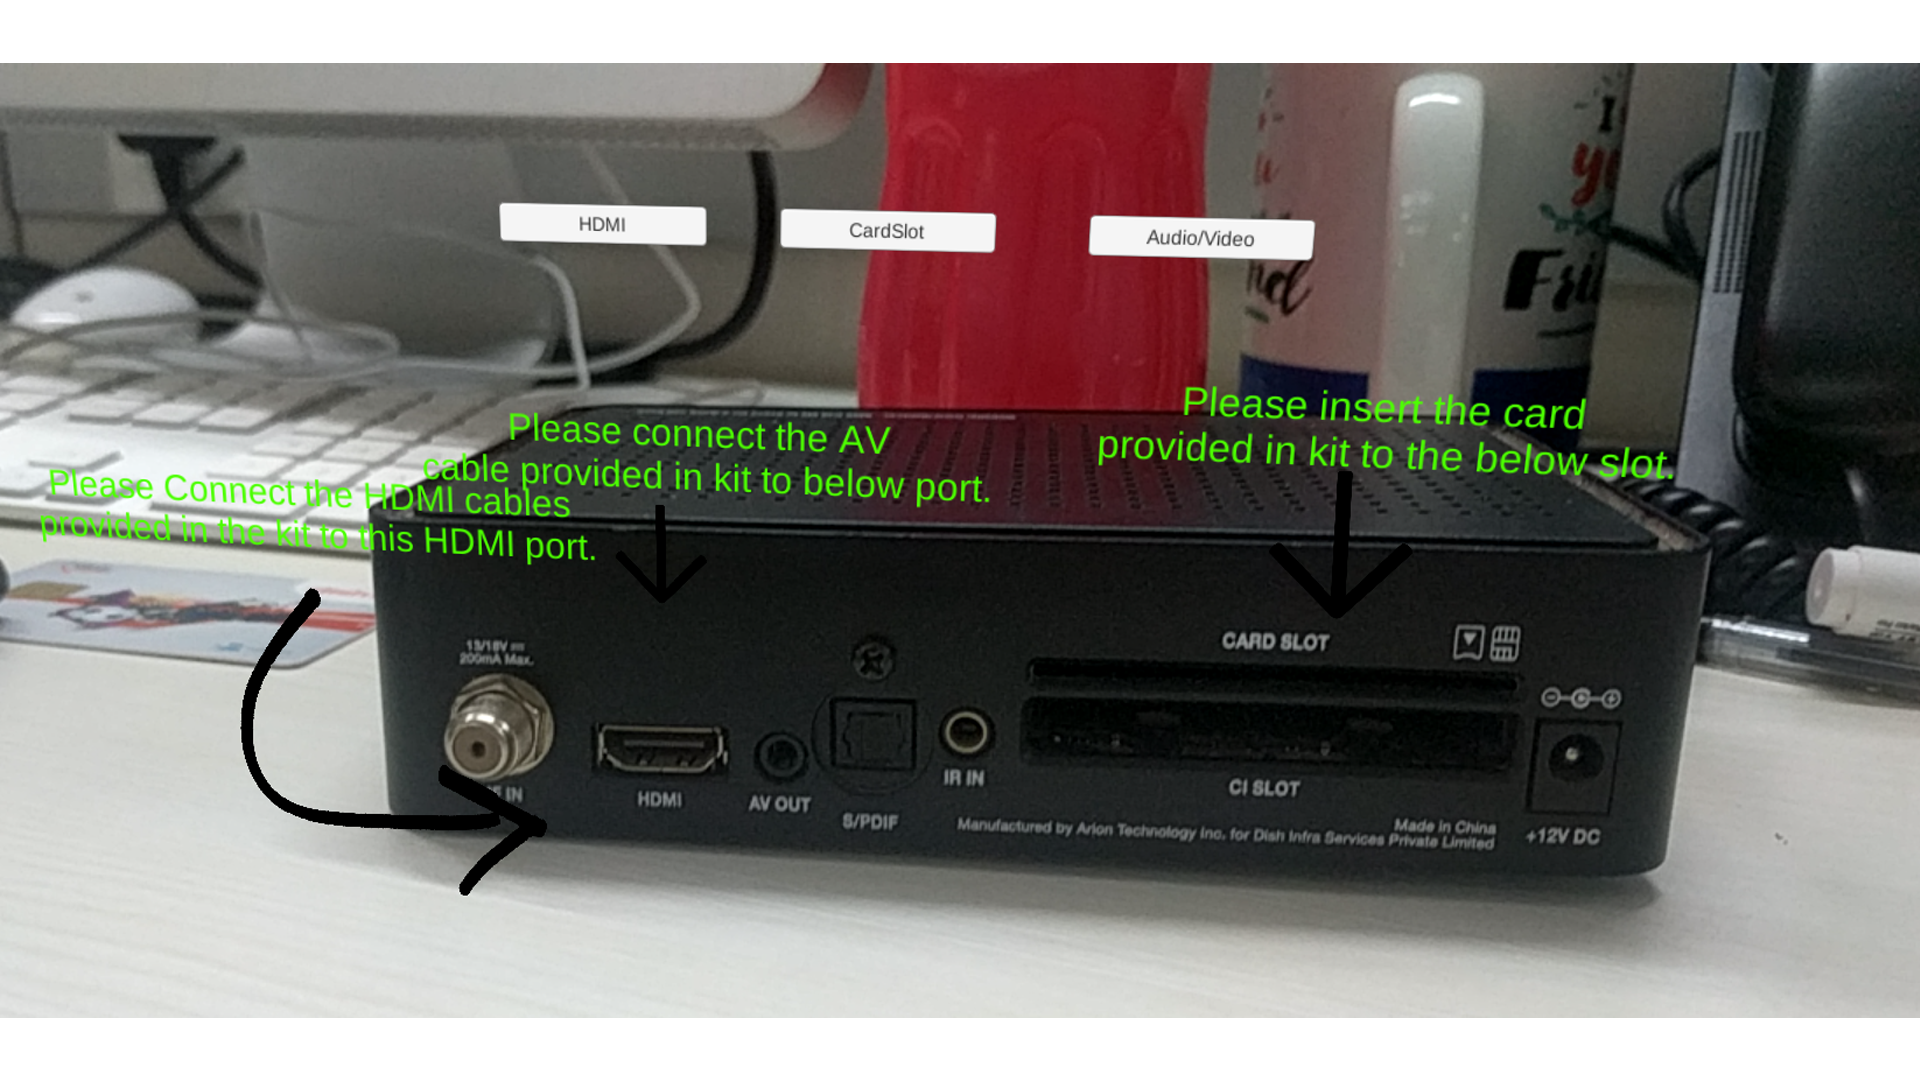 I
yo
nd
Fri
HDMI
CardSlot
Audio/Video
Please insert the card
provided in kit to the below slot.
Please connect the AV
cable provided in kit to below port.
Please Connect the HDMI cables
provided in the kit to this HDMI port.
13/18V
200mA Max.
CARD SLOT
IN
HDMI
AV OUT
S/PDIF
IR IN
CI SLOT
+12V DC
Made in China
Manufactured by Arion Technology Inc. for Dish Infra Services Private Limited